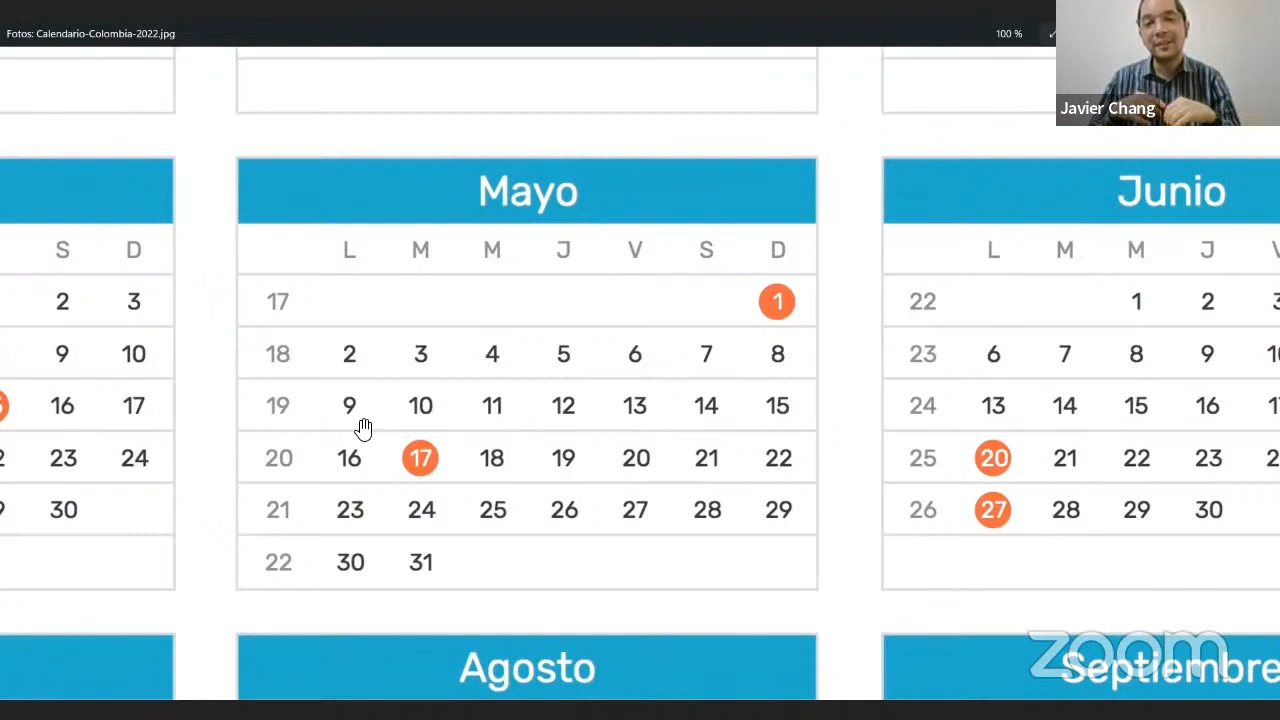 Fotos: Calendario-Colombia-2022.jpg
100 %
Javier Chang
S D
2 3
9 10
16 17
23 24
30
Mayo
L M M J V S D
17 1
18 2 3 4 5 6 7 8
19 9 10 11 12 13 14 15
20 16 17 18 19 20 21 22
21 23 24 25 26 27 28 29
22 30 31
Junio
L M M J V
22 1 2 3
23 6 7 8 9
24 13 14 15 16
25 20 21 22 23
26 27 28 29 30
Agosto
Septiembre
zoom